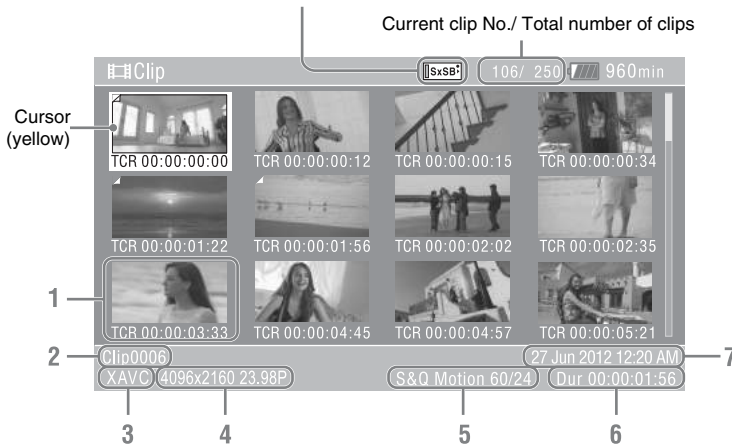 Current clip No./ Total number of clips
Clip
SxSB
106/ 250
960min
Cursor
(yellow)
TCR 00:00:00:00
TCR 00:00:00:12
TCR 00:00:00:15
TCR 00:00:00:34
TCR 00:00:01:22
TCR 00:00:01:56
TCR 00:00:02:02
TCR 00:00:02:35
1
TCR 00:00:03:33
TCR 00:00:04:45
TCR 00:00:04:57
TCR 00:00:05:21
2
Clip0006
27 Jun 2012 12:20 AM
7
XAVC
4096x2160 23.98P
S&Q Motion 60/24
Dur 00:00:01:56
3
4
5
6